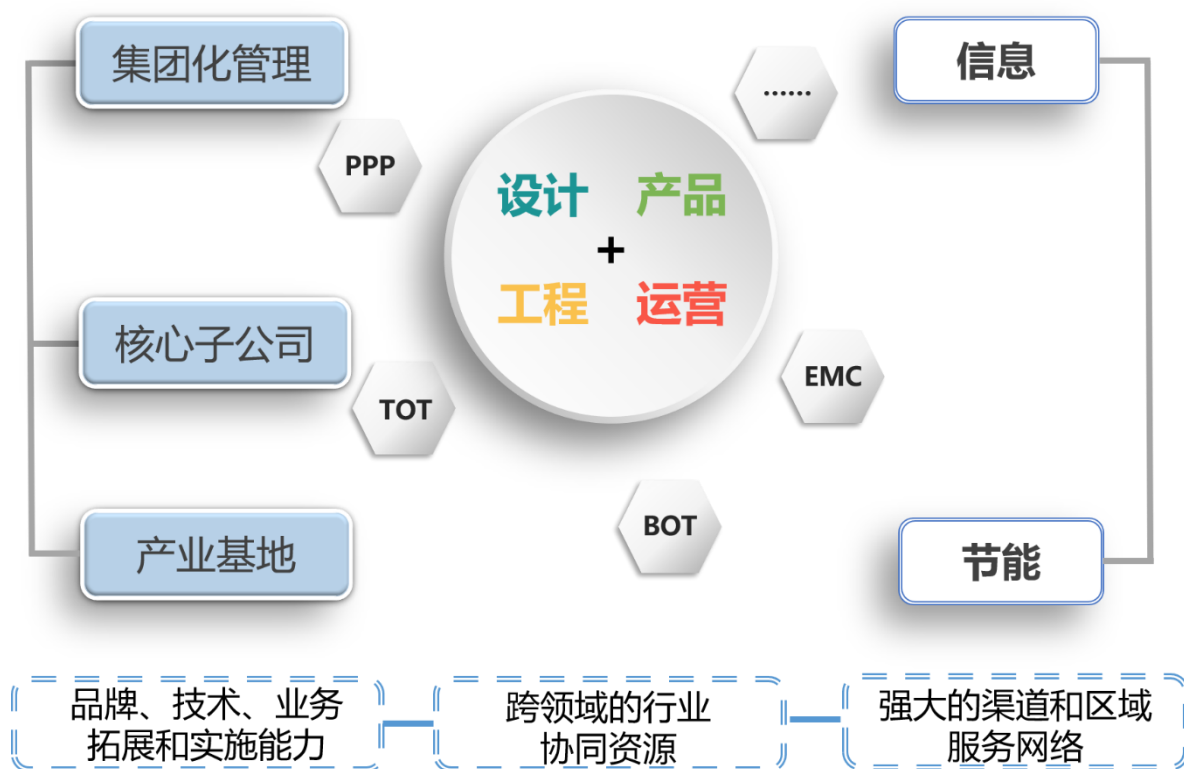 集团化管理
信息
……
PPP
设计 产品
+
工程 运营
核心子公司
EMC
TOT
BOT
产业基地
节能
品牌、技术、业务
拓展和实施能力
跨领域的行业
协同资源
强大的渠道和区域
服务网络